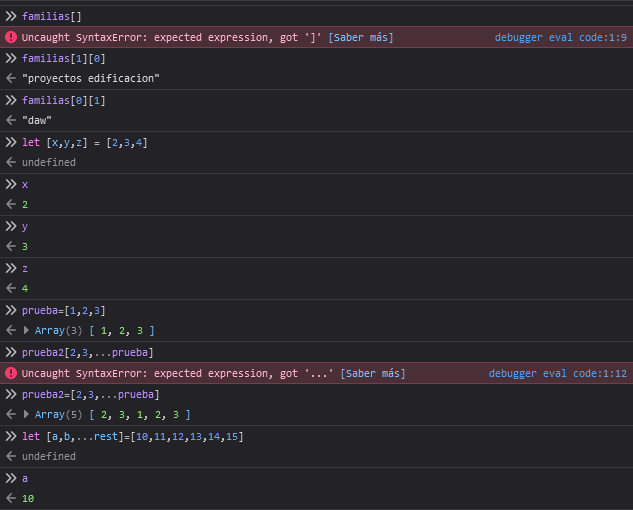 familias[]
Uncaught SyntaxError: expected expression, got ']' [Saber más] debugger eval code:1:9
familias[1][0]
"proyectos edificacion"
familias[0][1]
"daw"
let [x,y,z] = [2,3,4]
undefined
x
2
y
3
z
4
prueba=[1,2,3]
Array(3) [ 1, 2, 3 ]
prueba2[2,3,...prueba]
Uncaught SyntaxError: expected expression, got '...' [Saber más] debugger eval code:1:12
prueba2=[2,3,...prueba]
Array(5) [ 2, 3, 1, 2, 3 ]
let [a,b,...rest]=[10,11,12,13,14,15]
undefined
a
10